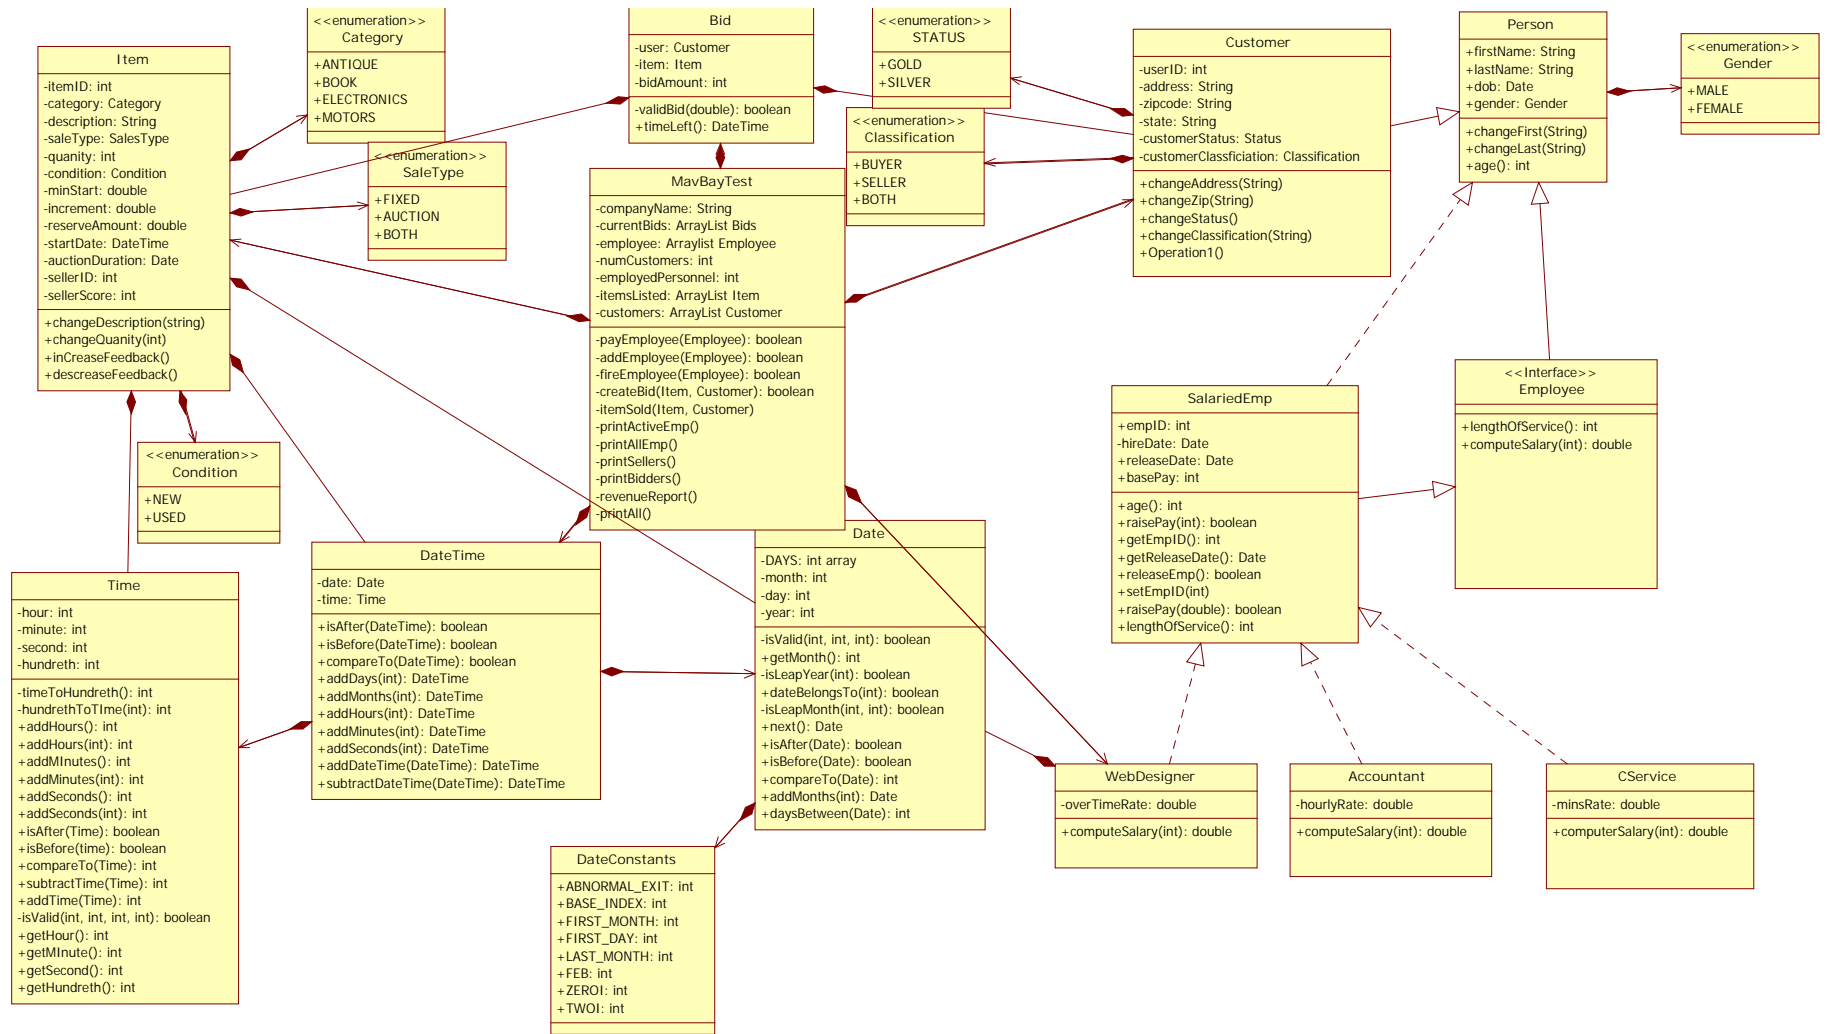 Item
-itemID: int
-category: Category
-description: String
-saleType: SalesType
-quanity: int
-condition: Condition
-minStart: double
-increment: double
-reserveAmount: double
-startDate: DateTime
-auctionDuration: Date
-sellerID: int
-sellerScore: int
+changeDescription(string)
+changeQuanity(int)
+inCreaseFeedback()
+descreaseFeedback()
<<enumeration>>
Category
+ANTIQUE
+BOOK
+ELECTRONICS
+MOTORS
<<enumeration>>
SaleType
+FIXED
+AUCTION
+BOTH
Bid
-user: Customer
-item: Item
-bidAmount: int
-validBid(double): boolean
+timeLeft(): DateTime
<<enumeration>>
STATUS
+GOLD
+SILVER
<<enumeration>>
Classification
+BUYER
+SELLER
+BOTH
Customer
-userID: int
-address: String
-zipcode: String
-state: String
-customerStatus: Status
-customerClassficiation: Classification
+changeAddress(String)
+changeZip(String)
+changeStatus()
+changeClassification(String)
+Operation1()
Person
+firstName: String
+lastName: String
+dob: Date
+gender: Gender
+changeFirst(String)
+changeLast(String)
+age(): int
<<enumeration>>
Gender
+MALE
+FEMALE
MavBayTest
-companyName: String
-currentBids: ArrayList Bids
-employee: Arraylist Employee
-numCustomers: int
-employedPersonnel: int
-itemsListed: ArrayList Item
-customers: ArrayList Customer
-payEmployee(Employee): boolean
-addEmployee(Employee): boolean
-fireEmployee(Employee): boolean
-createBid(Item, Customer): boolean
-itemSold(Item, Customer)
-printActiveEmp()
-printAllEmp()
-printSellers()
-printBidders()
-revenueReport()
-printAll()
<<enumeration>>
Condition
+NEW
+USED
SalariedEmp
+empID: int
-hireDate: Date
+releaseDate: Date
+basePay: int
+age(): int
+raisePay(int): boolean
+getEmpID(): int
+getReleaseDate(): Date
+releaseEmp(): boolean
+setEmpID(int)
+raisePay(double): boolean
+lengthOfService(): int
<<Interface>>
Employee
+lengthOfService(): int
+computeSalary(int): double
Time
-hour: int
-minute: int
-second: int
-hundreth: int
-timeToHundreth(): int
-hundrethToTIme(int): int
+addHours(): int
+addHours(int): int
+addMInutes(): int
+addMinutes(int): int
+addSeconds(): int
+addSeconds(int): int
+isAfter(Time): boolean
+isBefore(time): boolean
+compareTo(Time): int
+subtractTime(Time): int
+addTime(Time): int
-isValid(int, int, int, int): boolean
+getHour(): int
+getMInute(): int
+getSecond(): int
+getHundreth(): int
DateTime
-date: Date
-time: Time
+isAfter(DateTime): boolean
+isBefore(DateTime): boolean
+compareTo(DateTime): boolean
+addDays(int): DateTime
+addMonths(int): DateTime
+addHours(int): DateTime
+addMinutes(int): DateTime
+addSeconds(int): DateTime
+addDateTime(DateTime): DateTime
+subtractDateTime(DateTime): DateTime
Date
-DAYS: int array
-month: int
-day: int
-year: int
-isValid(int, int, int): boolean
+getMonth(): int
-isLeapYear(int): boolean
+dateBelongsTo(int): boolean
-isLeapMonth(int, int): boolean
+next(): Date
+isAfter(Date): boolean
+isBefore(Date): boolean
+compareTo(Date): int
+addMonths(int): Date
+daysBetween(Date): int
DateConstants
+ABNORMAL_EXIT: int
+BASE_INDEX: int
+FIRST_MONTH: int
+FIRST_DAY: int
+LAST_MONTH: int
+FEB: int
+ZEROI: int
+TWOI: int
WebDesigner
-overTimeRate: double
+computeSalary(int): double
Accountant
-hourlyRate: double
+computeSalary(int): double
CService
-minsRate: double
+computerSalary(int): double